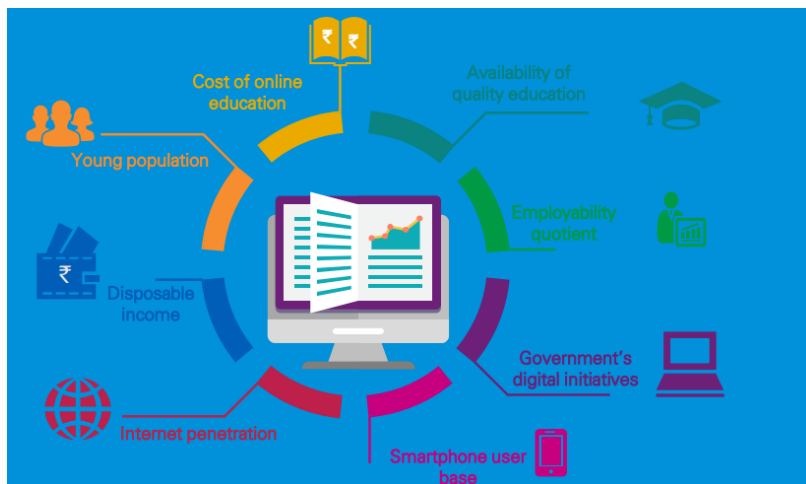 ₹ ₹
Cost of online
education
Availability of
quality education
Young population
Employability
quotient
₹
Disposable
income
Government's
digital initiatives
Internet penetration
Smartphone user
base